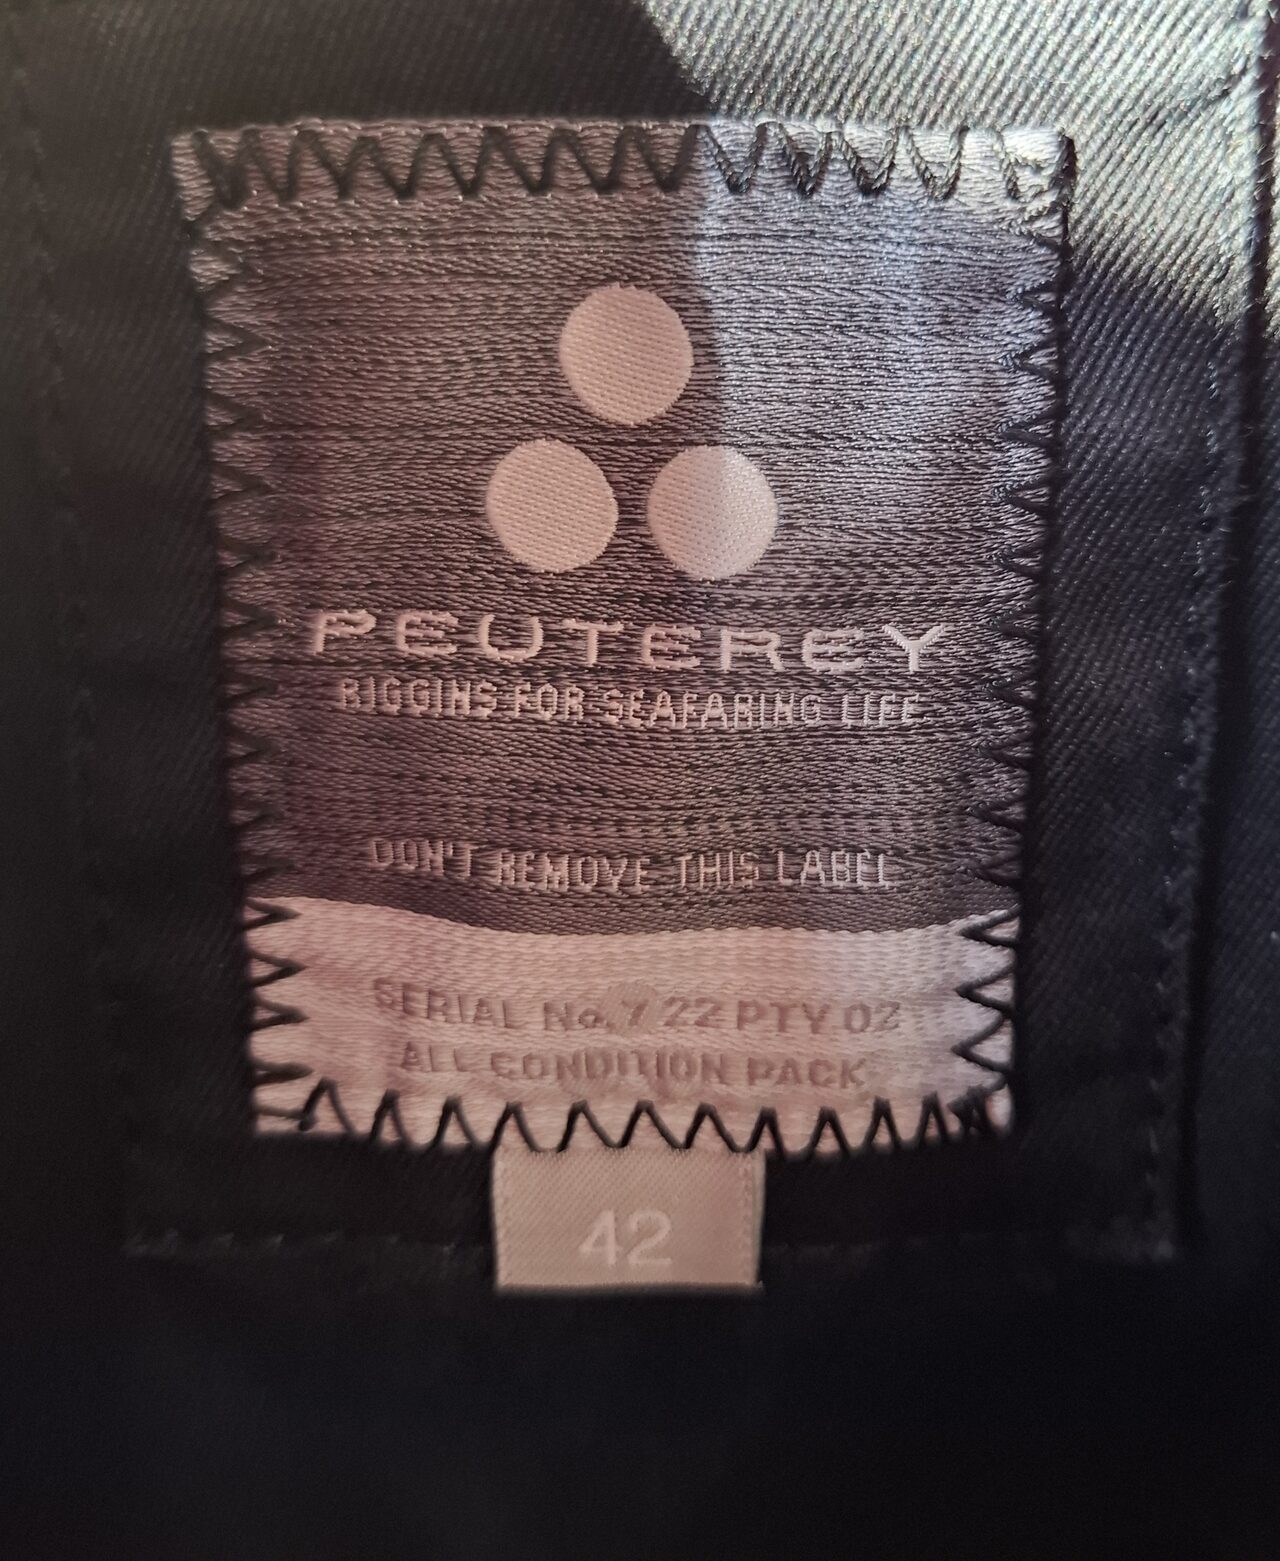 PEUTEREY
RIGGINS FOR SEAFARING LIFE
DON'T REMOVE THIS LABEL
SERIAL No. 7 22 PTY 02
ALL CONDITION PACK
42